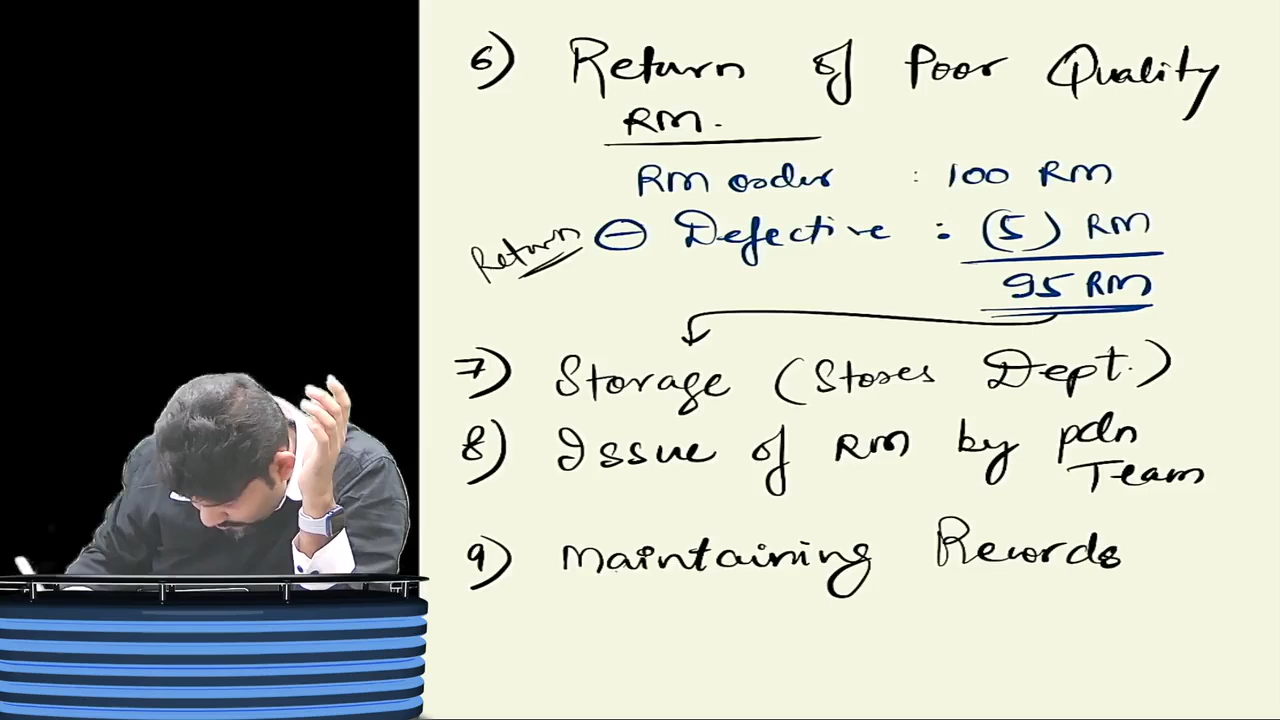 6) Return of Poor Quality
RM.
RM order : 100 RM
Return ⊖ Defective : (5) RM
95 RM
7) Storage (Stores Dept.)
8) Issue of RM by pdn
Team
9) Maintaining Records